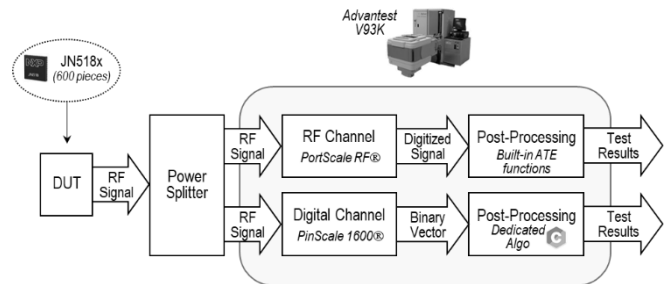 Advantest
V93K
NXP
JN518x
(600 pieces)
DUT
RF
Signal
Power
Splitter
RF
Signal
RF Channel
PortScale RF®
Digitized
Signal
Post-Processing
Built-in ATE
functions
Test
Results
RF
Signal
Digital Channel
PinScale 1600®
Binary
Vector
Post-Processing
Dedicated
Algo
C
Test
Results